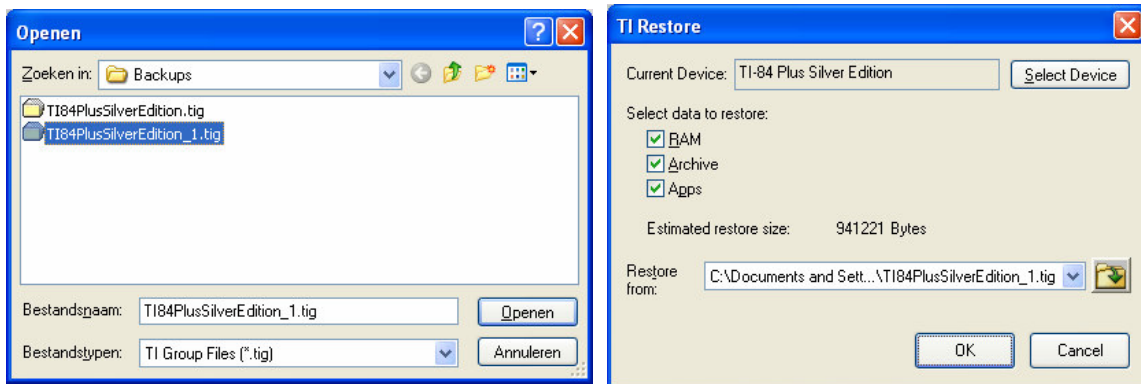 Openen
Zoeken in: Backups
TI84PlusSilverEdition.tig
TI84PlusSilverEdition_1.tig
Bestandsnaam: TI84PlusSilverEdition_1.tig Openen
Bestandstypen: TI Group Files (*.tig) Annuleren
TI Restore
Current Device: TI-84 Plus Silver Edition Select Device
Select data to restore:
RAM
Archive
Apps
Estimated restore size: 941221 Bytes
Restore from: C:\Documents and Sett...\TI84PlusSilverEdition_1.tig
OK Cancel